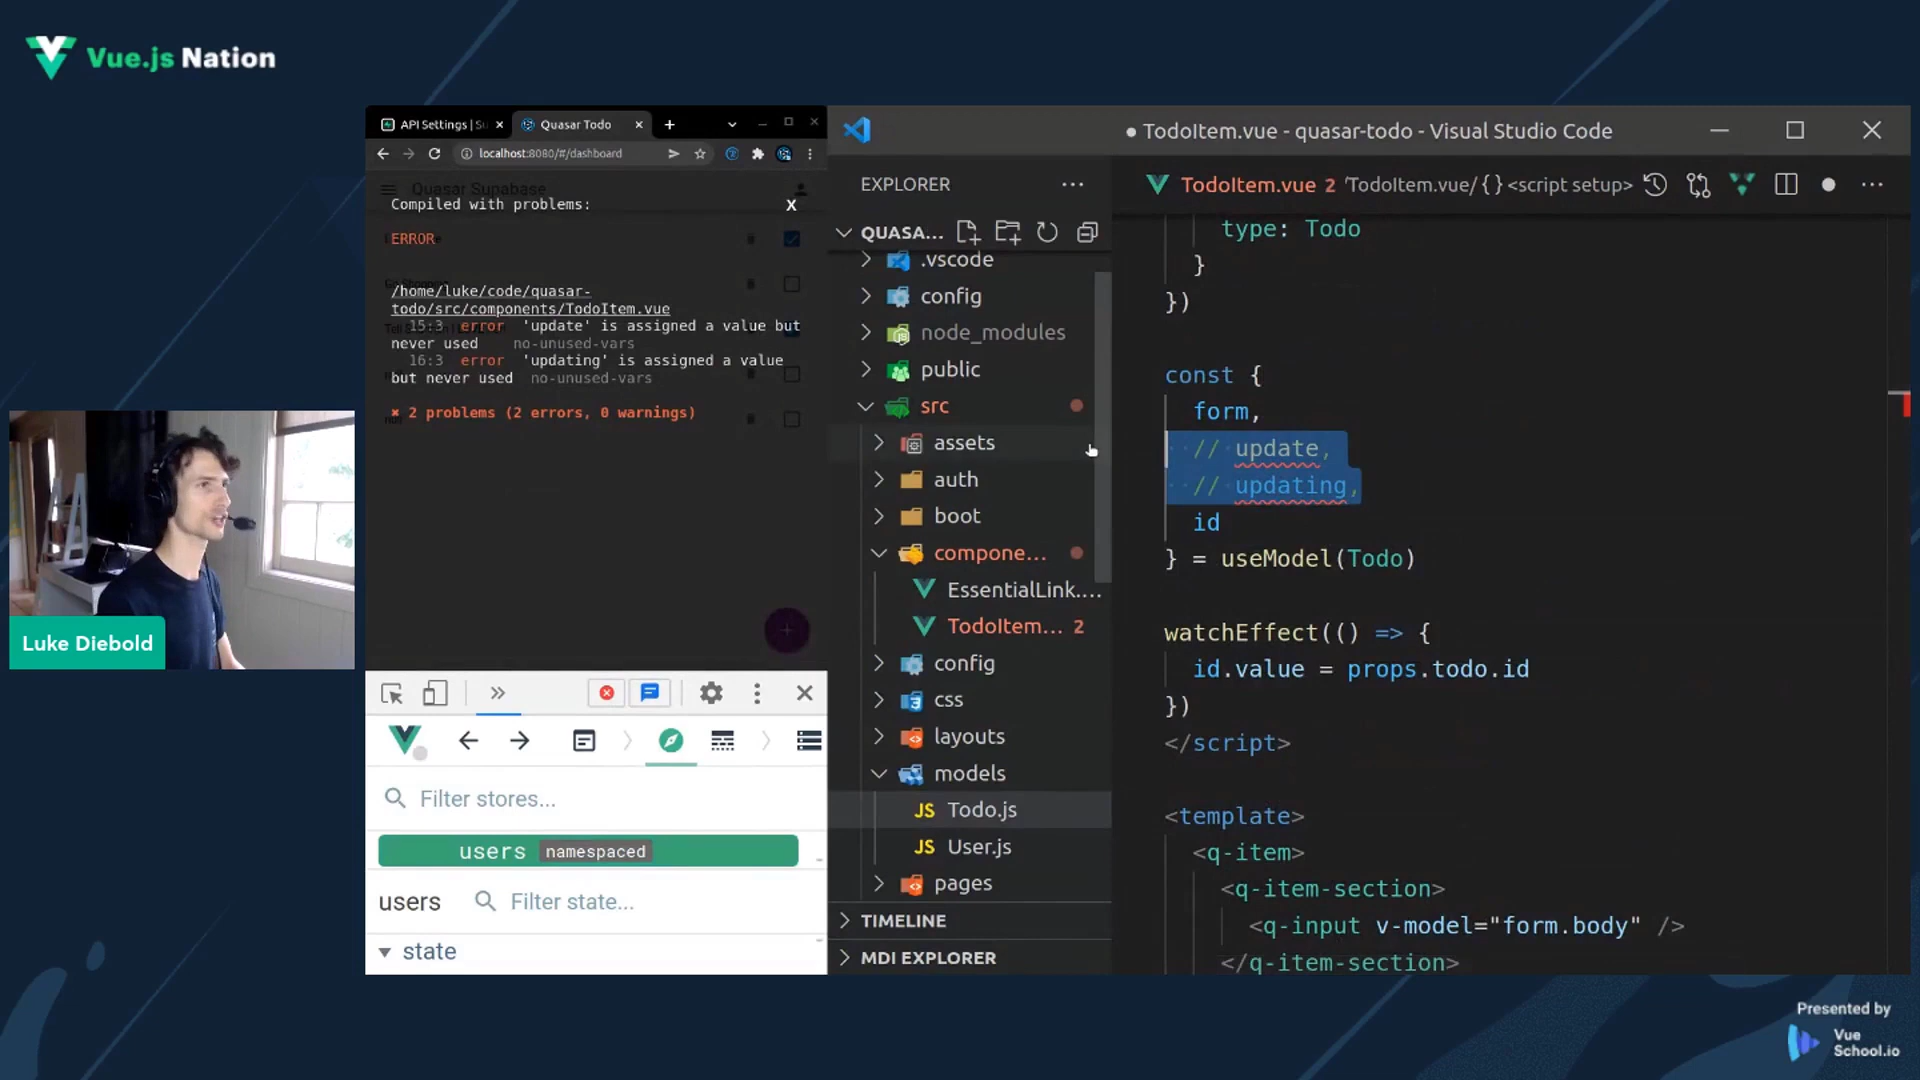 Vue.js Nation
API Settings | Su
Quasar Todo
localhost:8080/#/dashboard
Quasar Supabase
Compiled with problems:
X
ERROR
/home/luke/code/quasar-
todo/src/components/TodoItem.vue
15:3 error 'update' is assigned a value but
never used no-unused-vars
16:3 error 'updating' is assigned a value
but never used no-unused-vars
✖ 2 problems (2 errors, 0 warnings)
Luke Diebold
Filter stores...
users namespaced
users
Filter state...
state
● TodoItem.vue - quasar-todo - Visual Studio Code
EXPLORER
QUASA...
.vscode
config
node_modules
public
src
assets
auth
boot
compone...
EssentialLink....
TodoItem... 2
config
css
layouts
models
JS Todo.js
JS User.js
pages
TIMELINE
MDI EXPLORER
TodoItem.vue 2 'TodoItem.vue/ {} <script setup>
type: Todo
}
})
const {
form,
// update,
// updating,
id
} = useModel(Todo)
watchEffect(() => {
id.value = props.todo.id
})
</script>
<template>
<q-item>
<q-item-section>
<q-input v-model="form.body" />
</q-item-section>
Presented by
Vue
School.io